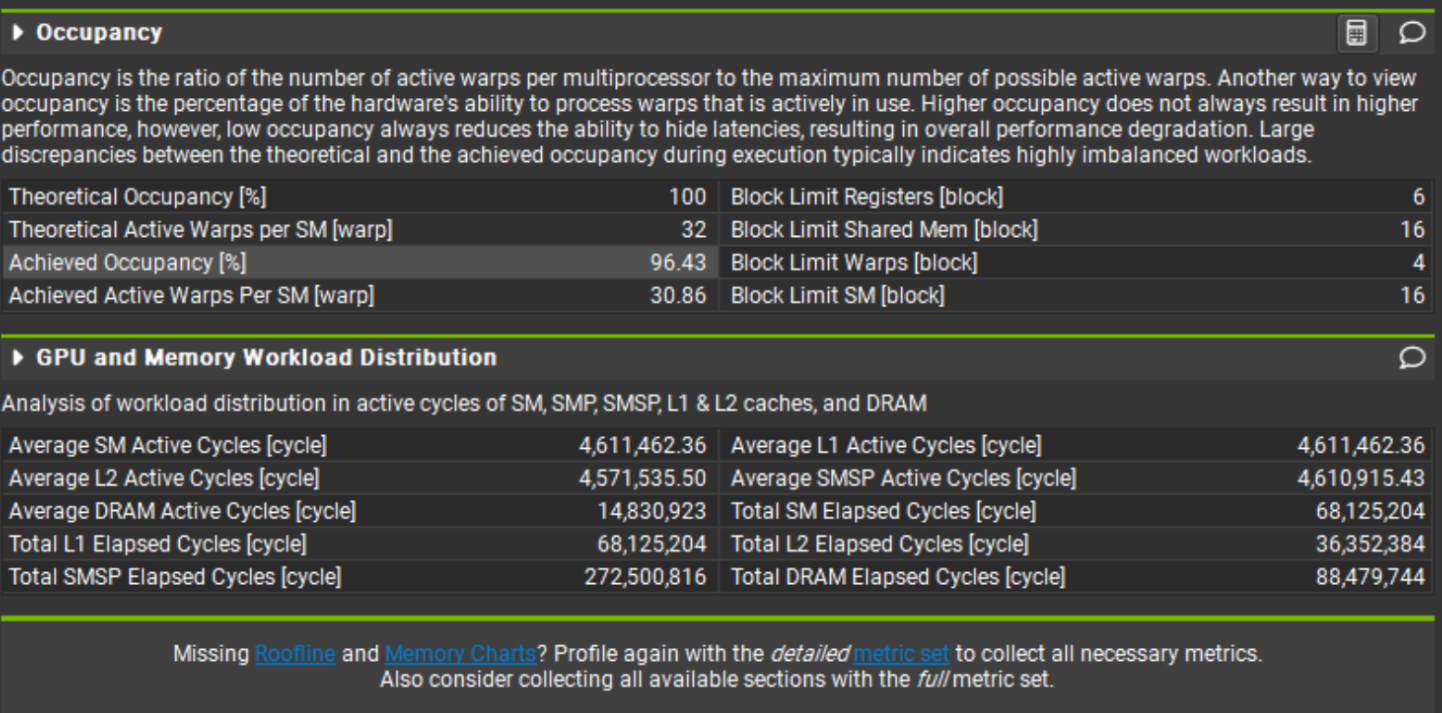 Occupancy
Occupancy is the ratio of the number of active warps per multiprocessor to the maximum number of possible active warps. Another way to view
occupancy is the percentage of the hardware's ability to process warps that is actively in use. Higher occupancy does not always result in higher
performance, however, low occupancy always reduces the ability to hide latencies, resulting in overall performance degradation. Large
discrepancies between the theoretical and the achieved occupancy during execution typically indicates highly imbalanced workloads.
Theoretical Occupancy [%] 100 Block Limit Registers [block] 6
Theoretical Active Warps per SM [warp] 32 Block Limit Shared Mem [block] 16
Achieved Occupancy [%] 96.43 Block Limit Warps [block] 4
Achieved Active Warps Per SM [warp] 30.86 Block Limit SM [block] 16
GPU and Memory Workload Distribution
Analysis of workload distribution in active cycles of SM, SMP, SMSP, L1 & L2 caches, and DRAM
Average SM Active Cycles [cycle] 4,611,462.36 Average L1 Active Cycles [cycle] 4,611,462.36
Average L2 Active Cycles [cycle] 4,571,535.50 Average SMSP Active Cycles [cycle] 4,610,915.43
Average DRAM Active Cycles [cycle] 14,830,923 Total SM Elapsed Cycles [cycle] 68,125,204
Total L1 Elapsed Cycles [cycle] 68,125,204 Total L2 Elapsed Cycles [cycle] 36,352,384
Total SMSP Elapsed Cycles [cycle] 272,500,816 Total DRAM Elapsed Cycles [cycle] 88,479,744
Missing Roofline and Memory Charts? Profile again with the detailed metric set to collect all necessary metrics.
Also consider collecting all available sections with the full metric set.